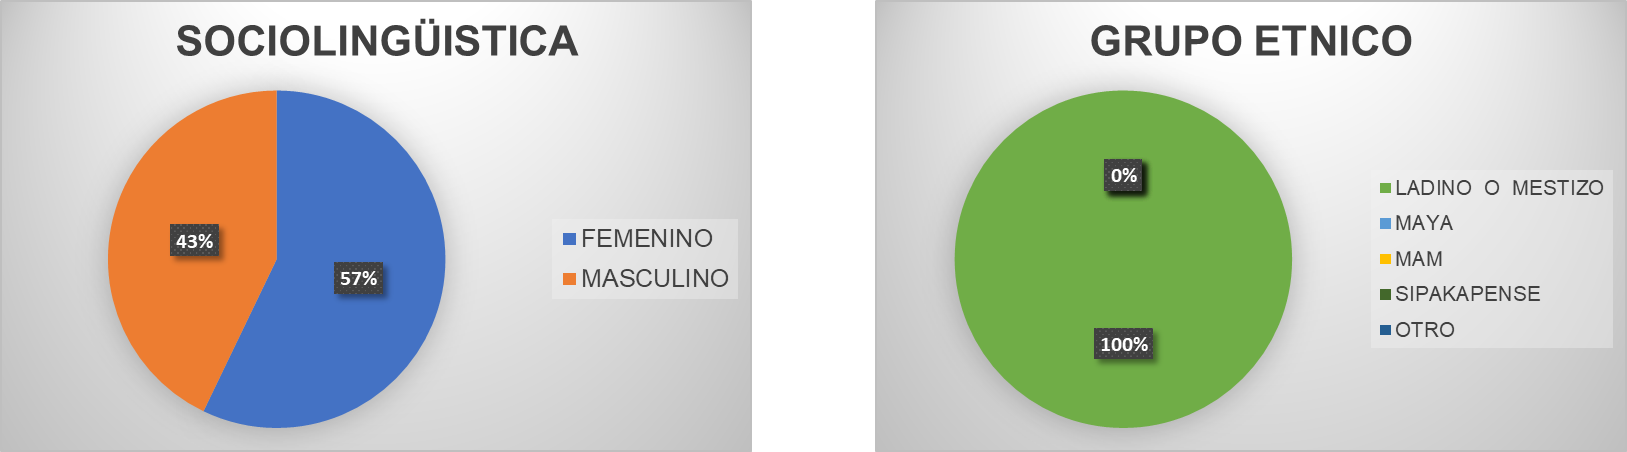 SOCIOLINGÜISTICA
43%
57%
FEMENINO
MASCULINO
GRUPO ETNICO
0%
100%
LADINO O MESTIZO
MAYA
MAM
SIPAKAPENSE
OTRO